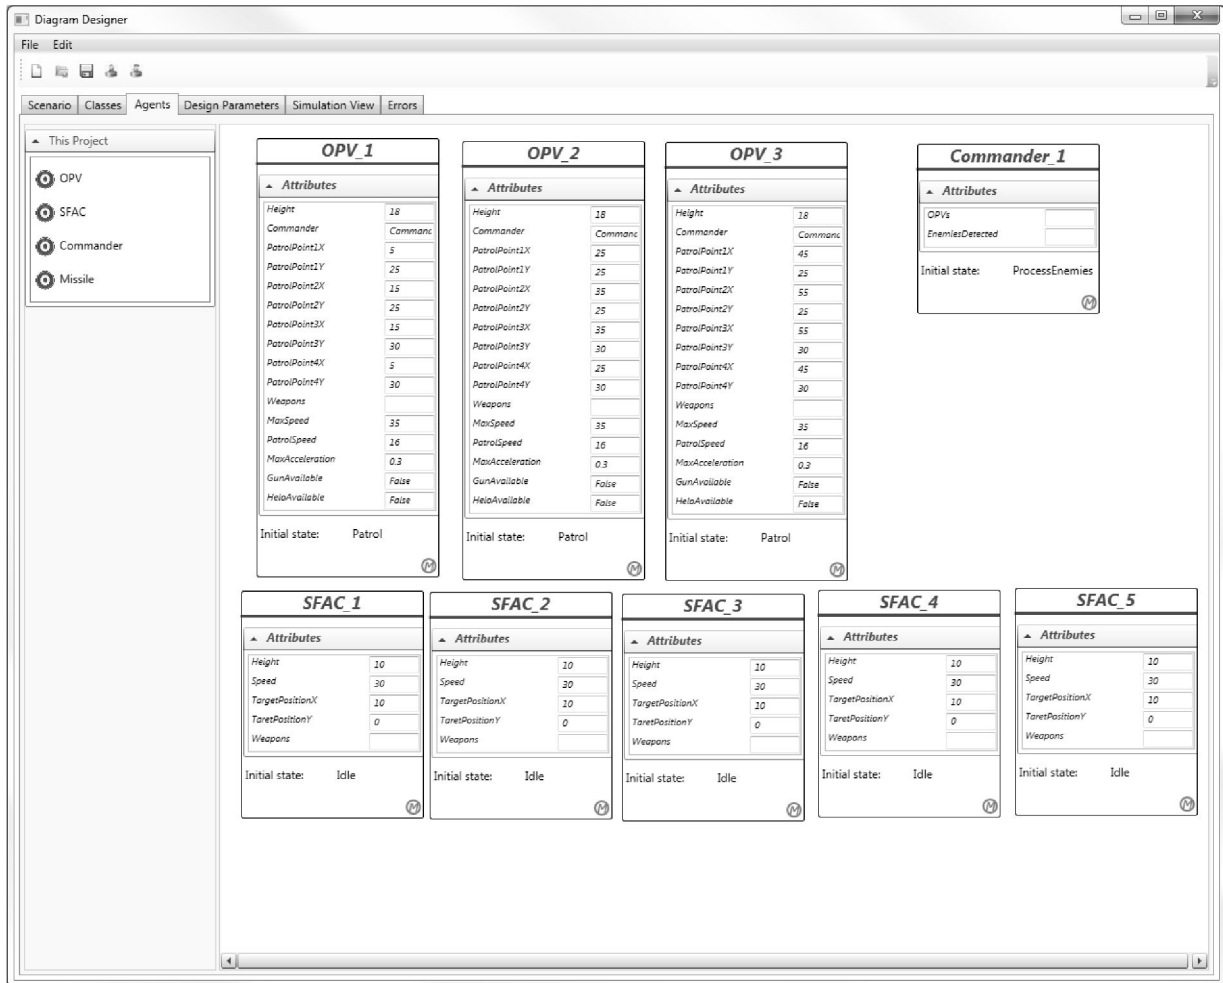 Diagram Designer
File Edit
Scenario Classes Agents Design Parameters Simulation View Errors
This Project
OPV
SFAC
Commander
Missile
OPV_1
Attributes
Height 18
Commander Commanc
PatrolPoint1X 5
PatrolPoint1Y 25
PatrolPoint2X 15
PatrolPoint2Y 25
PatrolPoint3X 15
PatrolPoint3Y 30
PatrolPoint4X 5
PatrolPoint4Y 30
Weapons
MaxSpeed 35
PatrolSpeed 16
MaxAcceleration 0.3
GunAvailable False
HeloAvailable False
Initial state: Patrol
M
OPV_2
Attributes
Height 18
Commander Commanc
PatrolPoint1X 25
PatrolPoint1Y 25
PatrolPoint2X 35
PatrolPoint2Y 25
PatrolPoint3X 35
PatrolPoint3Y 30
PatrolPoint4X 25
PatrolPoint4Y 30
Weapons
MaxSpeed 35
PatrolSpeed 16
MaxAcceleration 0.3
GunAvailable False
HeloAvailable False
Initial state: Patrol
M
OPV_3
Attributes
Height 18
Commander Commanc
PatrolPoint1X 45
PatrolPoint1Y 25
PatrolPoint2X 55
PatrolPoint2Y 25
PatrolPoint3X 55
PatrolPoint3Y 30
PatrolPoint4X 45
PatrolPoint4Y 30
Weapons
MaxSpeed 35
PatrolSpeed 16
MaxAcceleration 0.3
GunAvailable False
HeloAvailable False
Initial state: Patrol
M
Commander_1
Attributes
OPVs
EnemiesDetected
Initial state: ProcessEnemies
M
SFAC_1
Attributes
Height 10
Speed 30
TargetPositionX 10
TaretPositionY 0
Weapons
Initial state: Idle
M
SFAC_2
Attributes
Height 10
Speed 30
TargetPositionX 10
TaretPositionY 0
Weapons
Initial state: Idle
M
SFAC_3
Attributes
Height 10
Speed 30
TargetPositionX 10
TaretPositionY 0
Weapons
Initial state: Idle
M
SFAC_4
Attributes
Height 10
Speed 30
TargetPositionX 10
TaretPositionY 0
Weapons
Initial state: Idle
M
SFAC_5
Attributes
Height 10
Speed 30
TargetPositionX 10
TaretPositionY 0
Weapons
Initial state: Idle
M